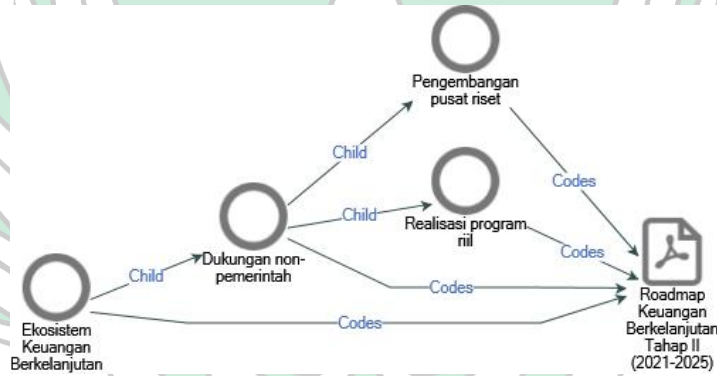 Pengembangan
pusat riset
Child
Codes
Child
Realisasi program
riil
Codes
Dukungan non-
pemerintah
Child
Codes
Codes
Ekosistem
Keuangan
Berkelanjutan
Roadmap
Keuangan
Berkelanjutan
Tahap II
(2021-2025)